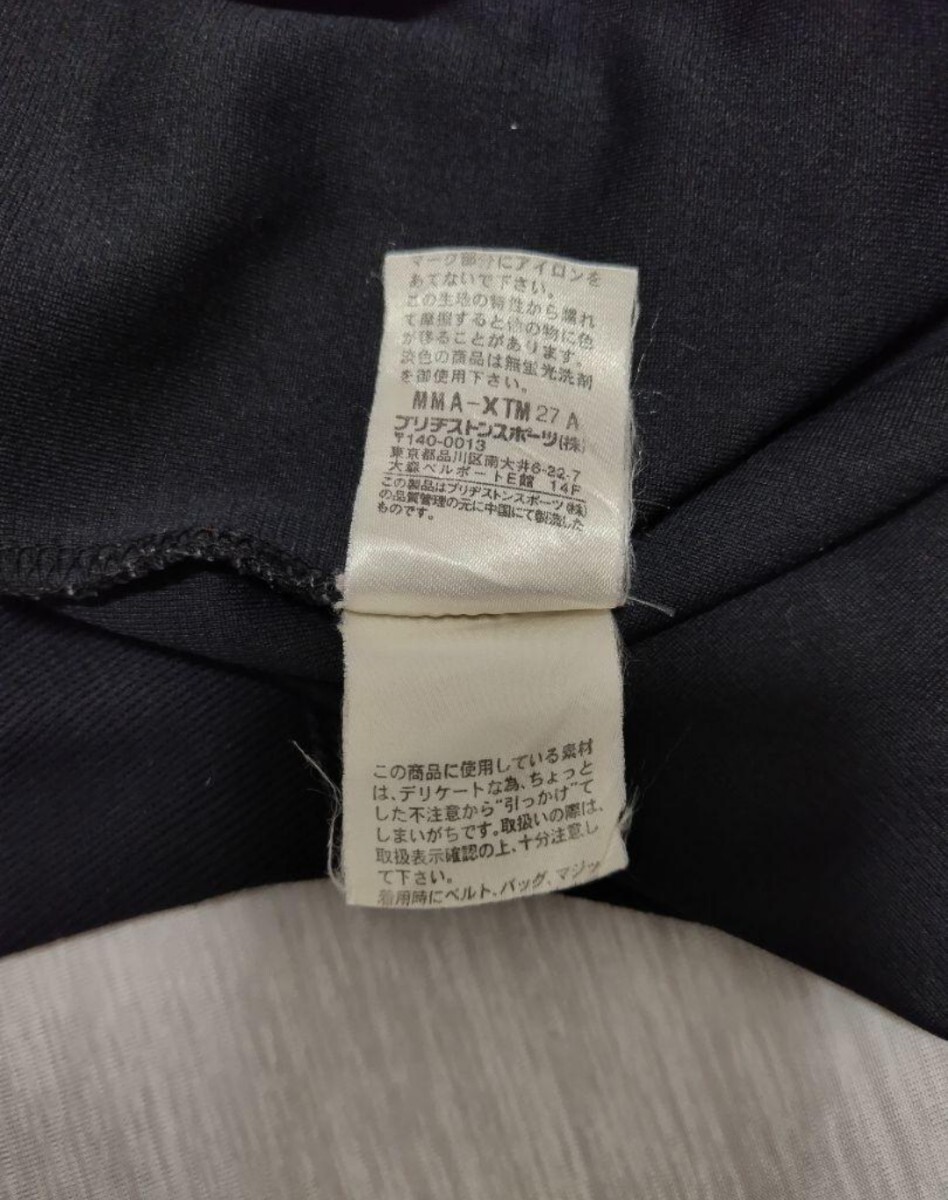 マーク部分にアイロンを
あてないで下さい。
この生地の特性から濡れ
て摩擦すると他の物に色
が移ることがあります。
淡色の商品は無蛍光洗剤
を御使用下さい。
MMA-XTM 27 A
ブリヂストンスポーツ(株)
〒140-0013
東京都品川区南大井6-22-7
大森ベルポートE館 14F
この製品はブリヂストンスポーツ(株)
の品質管理の元に中国にて製造した
ものです。
この商品に使用している素材
は、デリケートな為、ちょっと
した不注意から“引っかけ”て
しまいがちです。取扱いの際は、
取扱表示確認の上、十分注意し
て下さい。
着用時にベルト、バッグ、マジッ